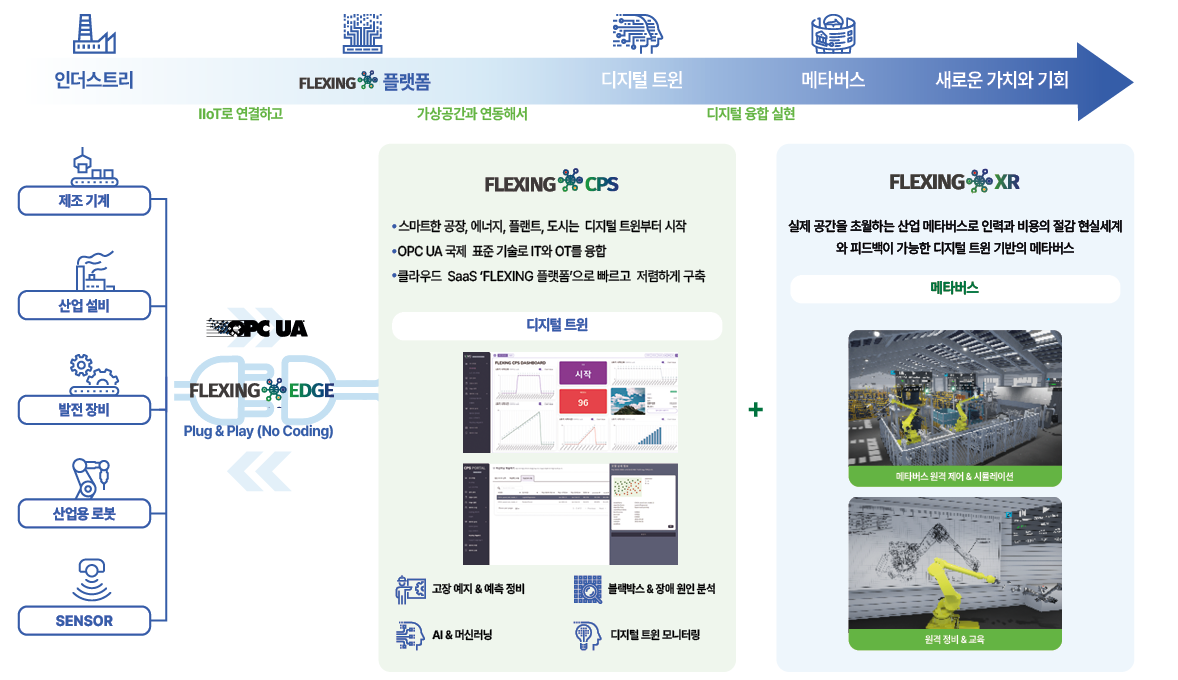 인더스트리
FLEXING 플랫폼
디지털 트윈
메타버스
새로운 가치와 기회
IIoT로 연결하고
가상공간과 연동해서
디지털 융합 실현
제조 기계
산업 설비
발전 장비
산업용 로봇
SENSOR
OPC UA
FLEXING EDGE
Plug & Play (No Coding)
FLEXING CPS
•스마트한 공장, 에너지, 플랜트, 도시는 디지털 트윈부터 시작
•OPC UA 국제 표준 기술로 IT와 OT를 융합
•클라우드 SaaS ‘FLEXING 플랫폼’으로 빠르고 저렴하게 구축
디지털 트윈
FLEXING CPS DASHBOARD
시작
96
CPS PORTAL
고장 예지 & 예측 정비
블랙박스 & 장애 원인 분석
AI & 머신러닝
디지털 트윈 모니터링
+
FLEXING XR
실제 공간을 초월하는 산업 메타버스로 인력과 비용의 절감 현실세계
와 피드백이 가능한 디지털 트윈 기반의 메타버스
메타버스
메타버스 원격 제어 & 시뮬레이션
원격 정비 & 교육